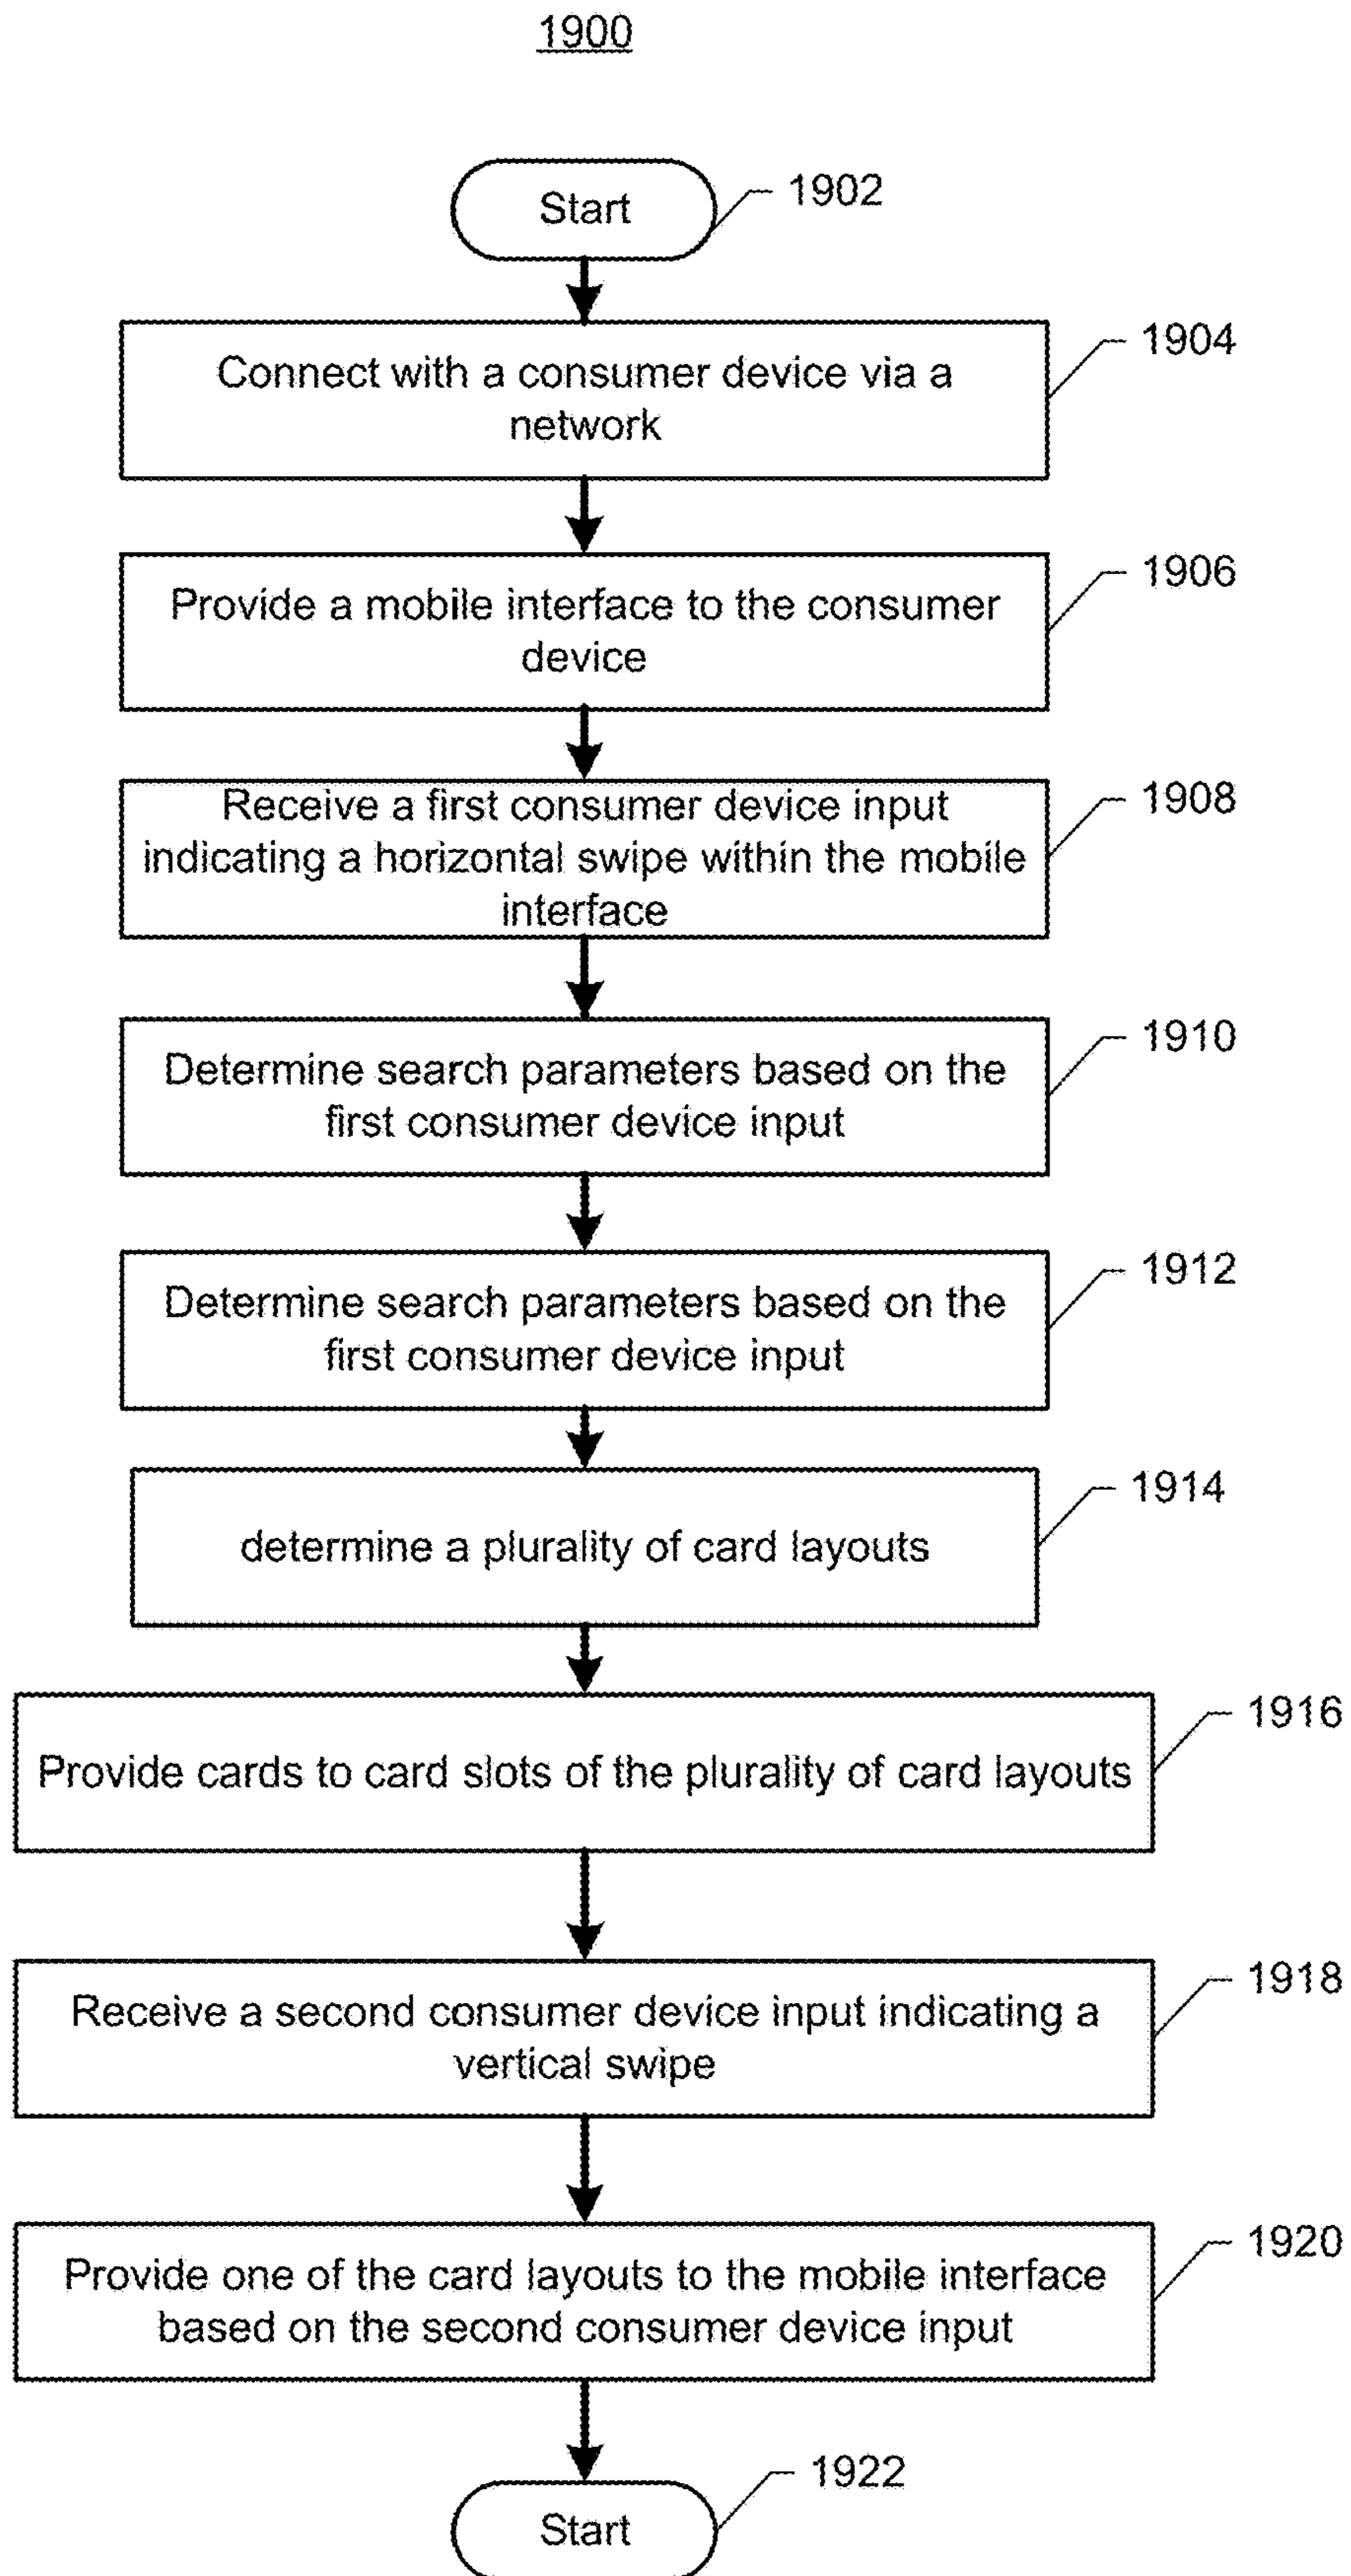 1900
Start
1902
Connect with a consumer device via a
network
1904
Provide a mobile interface to the consumer
device
1906
Receive a first consumer device input
indicating a horizontal swipe within the mobile
interface
1908
Determine search parameters based on the
first consumer device input
1910
Determine search parameters based on the
first consumer device input
1912
determine a plurality of card layouts
1914
Provide cards to card slots of the plurality of card layouts
1916
Receive a second consumer device input indicating a
vertical swipe
1918
Provide one of the card layouts to the mobile interface
based on the second consumer device input
1920
Start
1922